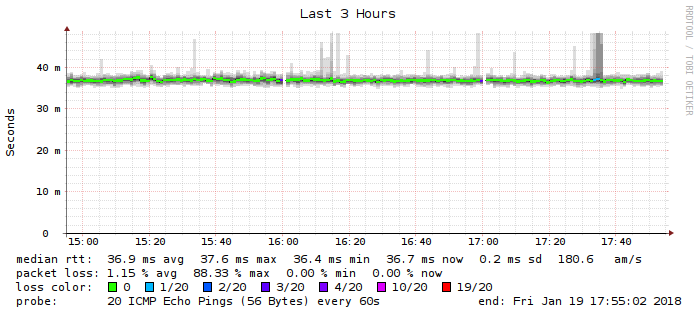 Last 3 Hours
RRDTOOL / TOBI OETIKER
Seconds
40 m
30 m
20 m
10 m
0
15:00 15:20 15:40 16:00 16:20 16:40 17:00 17:20 17:40
median rtt: 36.9 ms avg 37.6 ms max 36.4 ms min 36.7 ms now 0.2 ms sd 180.6 am/s
packet loss: 1.15 % avg 88.33 % max 0.00 % min 0.00 % now
loss color: 0 1/20 2/20 3/20 4/20 10/20 19/20
probe: 20 ICMP Echo Pings (56 Bytes) every 60s end: Fri Jan 19 17:55:02 2018